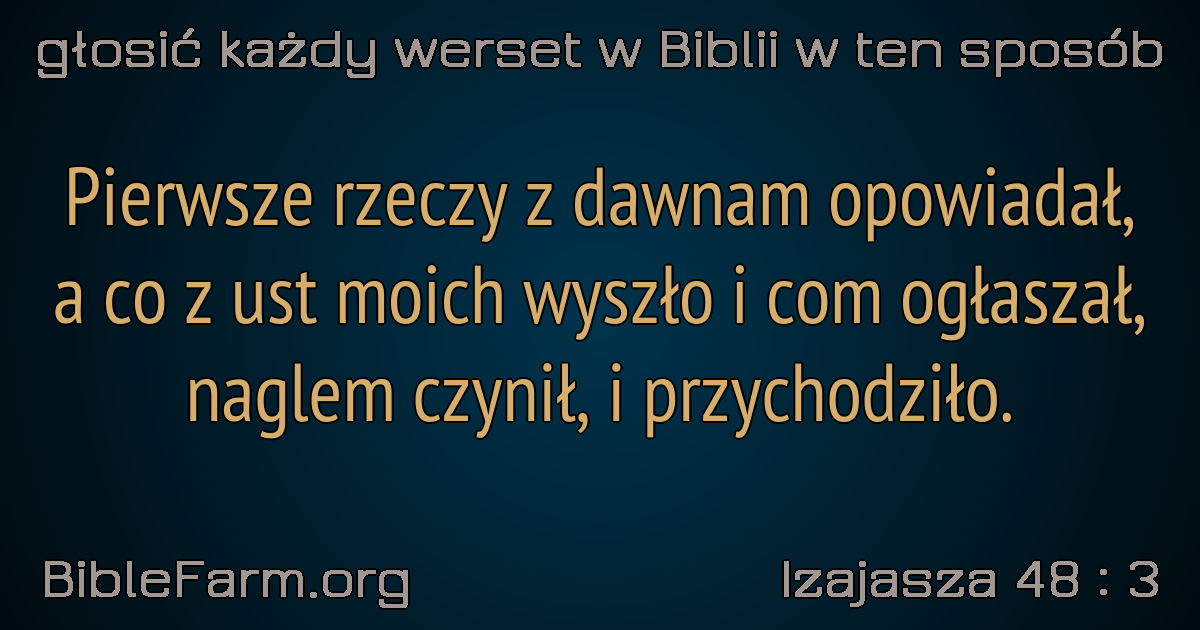 głosić każdy werset w Biblii w ten sposób
Pierwsze rzeczy z dawnam opowiadał,
a co z ust moich wyszło i com ogłaszał,
naglem czynił, i przychodziło.
BibleFarm.org
Izajasza 48 : 3